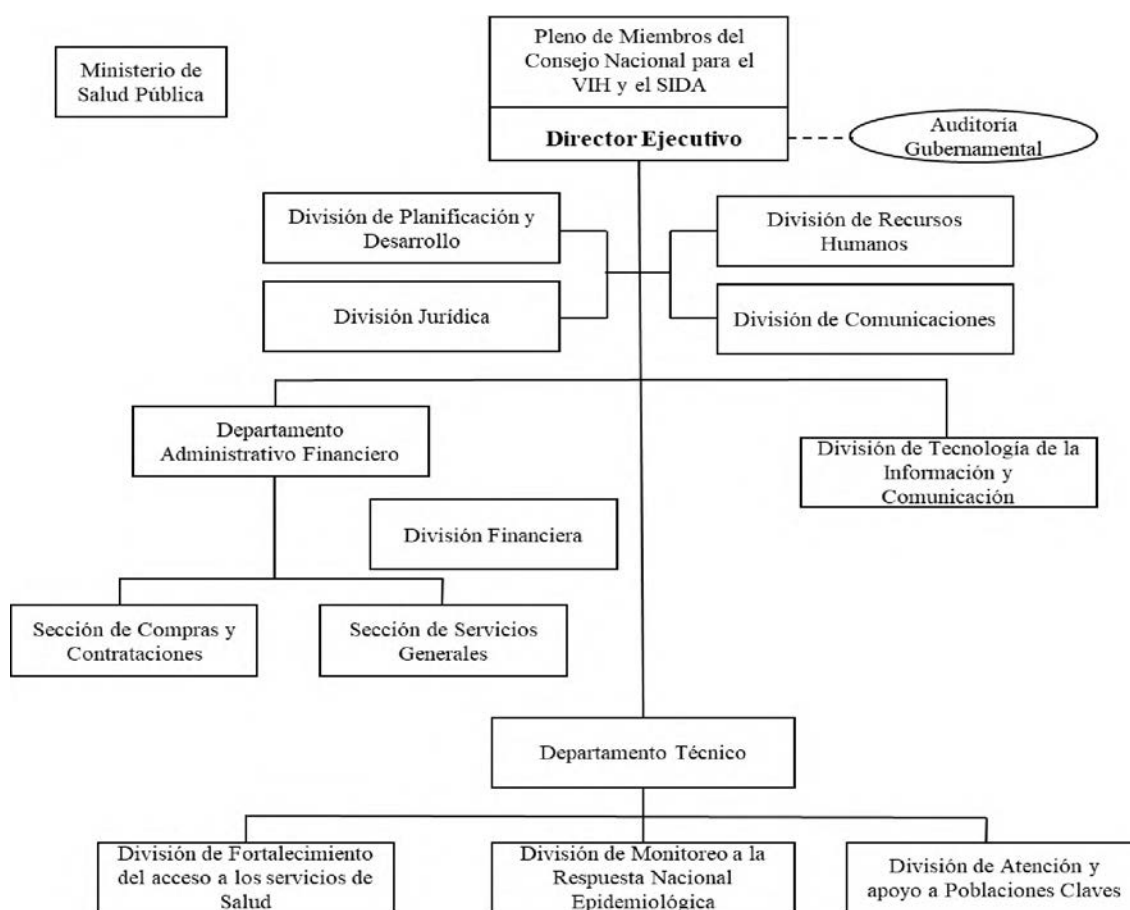 Ministerio de
Salud Pública
Pleno de Miembros del
Consejo Nacional para el
VIH y el SIDA
Director Ejecutivo
Auditoría
Gubernamental
División de Planificación y
Desarrollo
División de Recursos
Humanos
División Jurídica
División de Comunicaciones
Departamento
Administrativo Financiero
División de Tecnología de la
Información y
Comunicación
División Financiera
Sección de Compras y
Contrataciones
Sección de Servicios
Generales
Departamento Técnico
División de Fortalecimiento
del acceso a los servicios de
Salud
División de Monitoreo a la
Respuesta Nacional
Epidemiológica
División de Atención y
apoyo a Poblaciones Claves